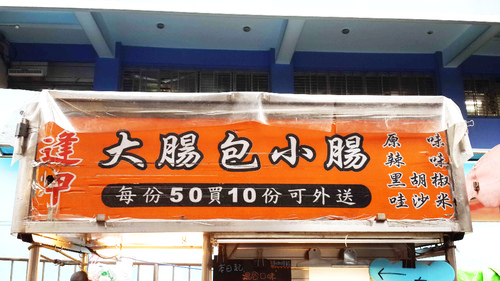 逢甲
大腸包小腸
每份50買10份可外送
原味
辣味
黑胡椒
哇沙米